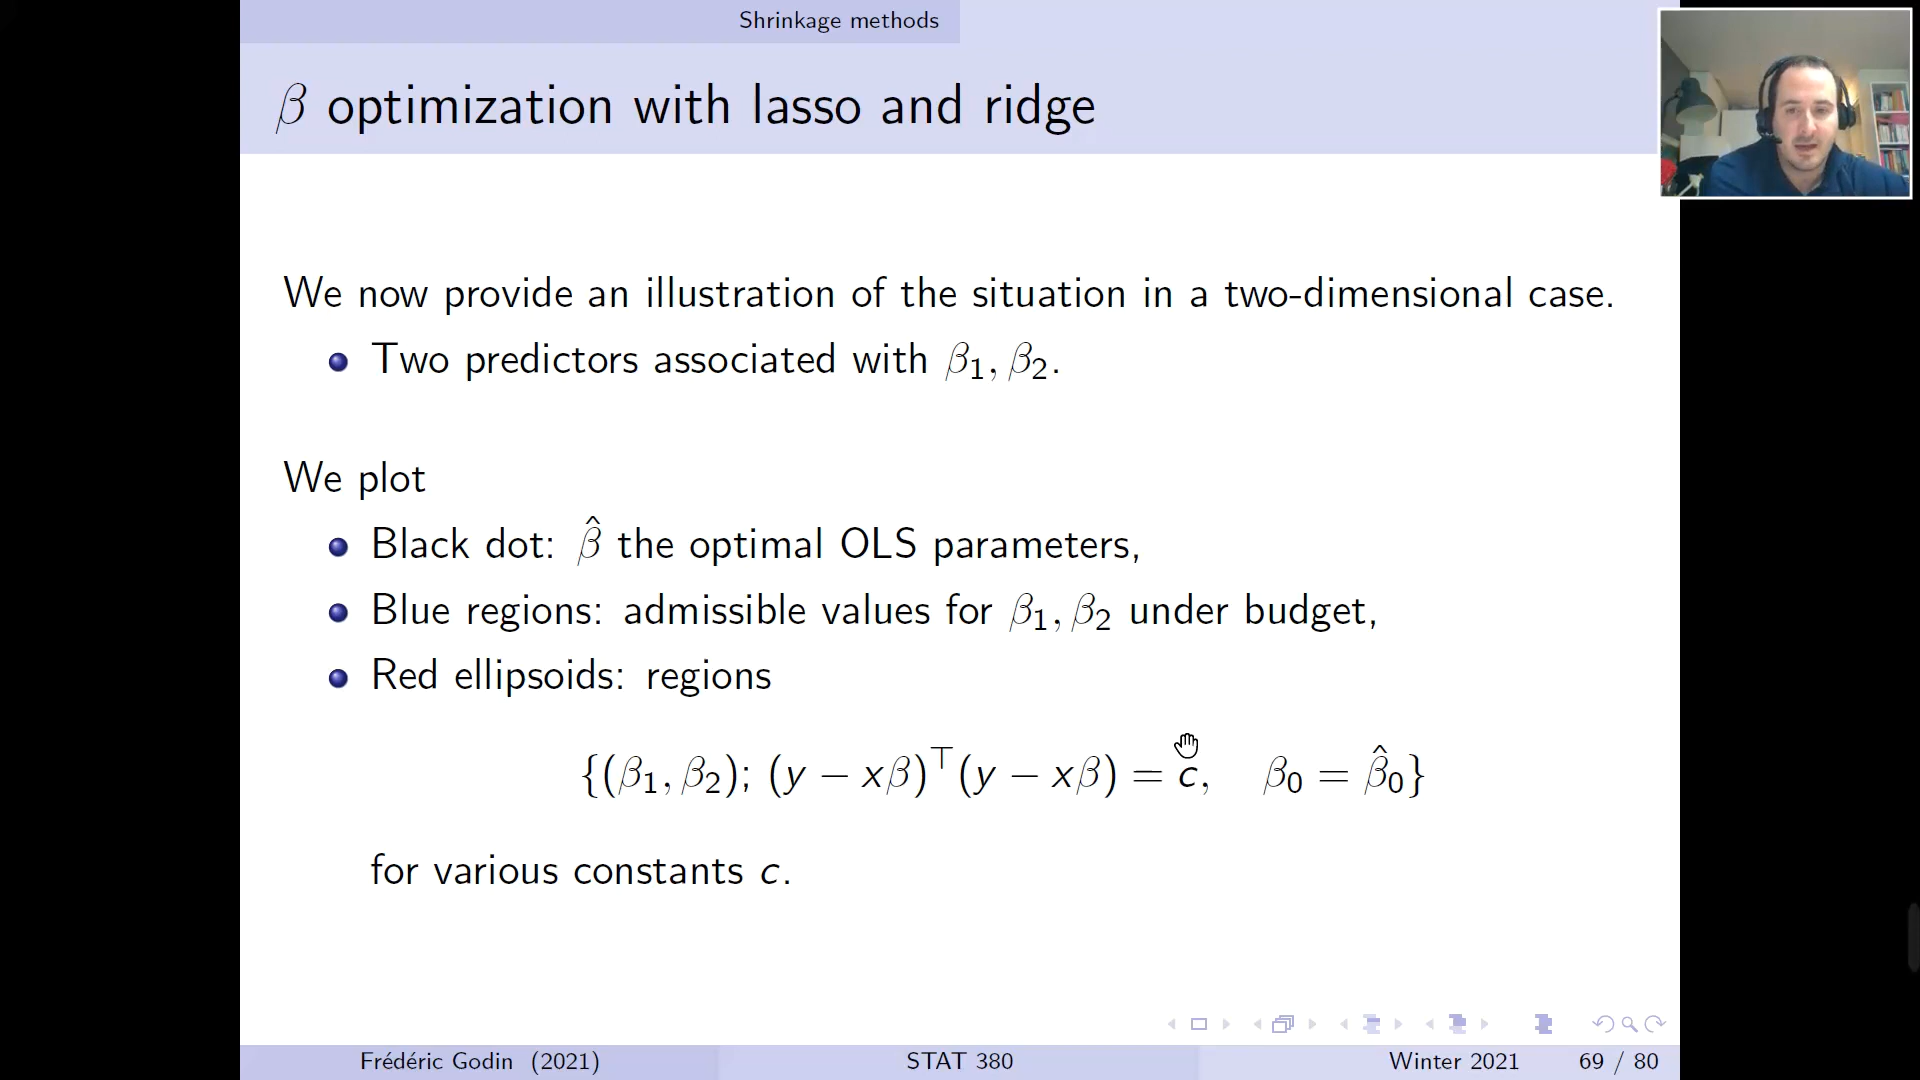 Shrinkage methods
β optimization with lasso and ridge
We now provide an illustration of the situation in a two-dimensional case.
Two predictors associated with β₁, β₂.
We plot
Black dot: β̂ the optimal OLS parameters,
Blue regions: admissible values for β₁, β₂ under budget,
Red ellipsoids: regions
{(β₁, β₂); (y − xβ)⊤(y − xβ) = c, β₀ = β̂₀}
for various constants c.
Frédéric Godin (2021) STAT 380 Winter 2021 69 / 80